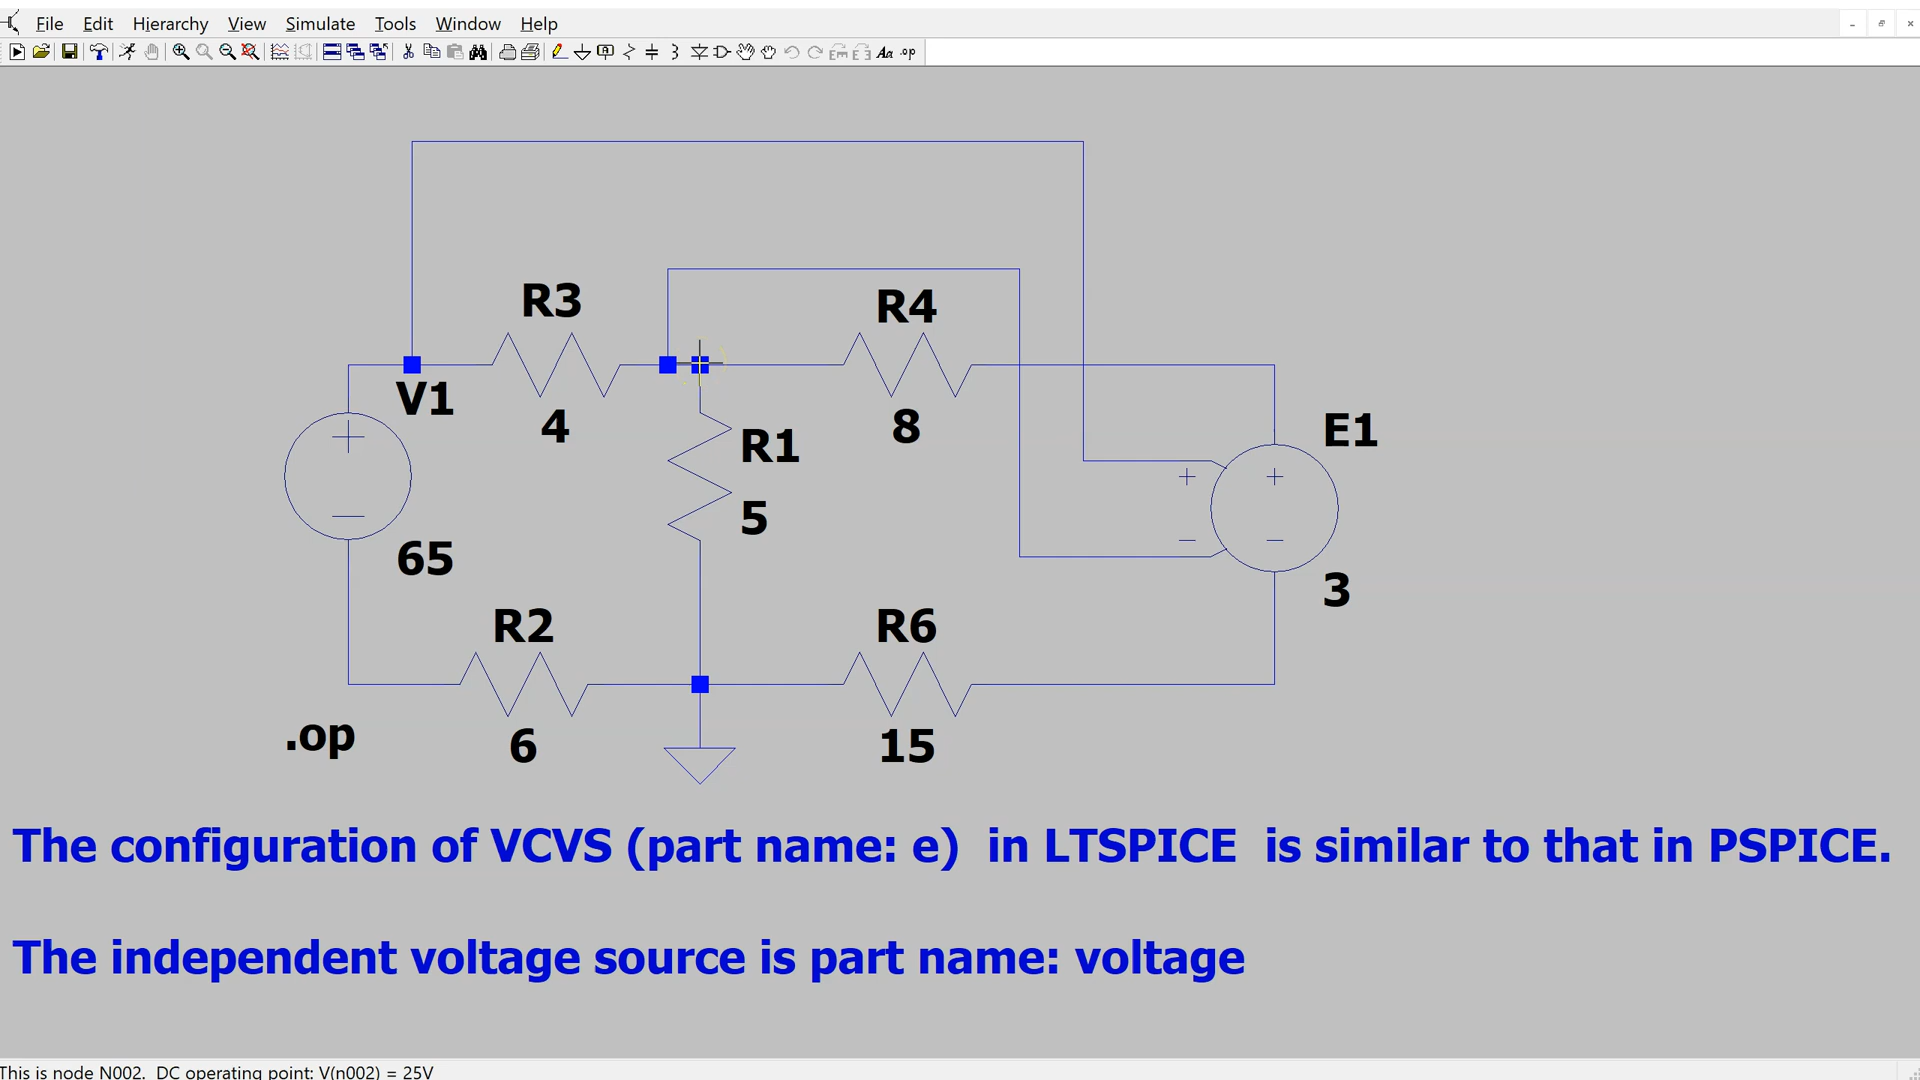 File Edit Hierarchy View Simulate Tools Window Help
R3
R4
V1
4
8
E1
R1
5
65
3
R2
R6
.op
6
15
The configuration of VCVS (part name: e) in LTSPICE is similar to that in PSPICE.
The independent voltage source is part name: voltage
This is node N002. DC operating point: V(n002) = 25V